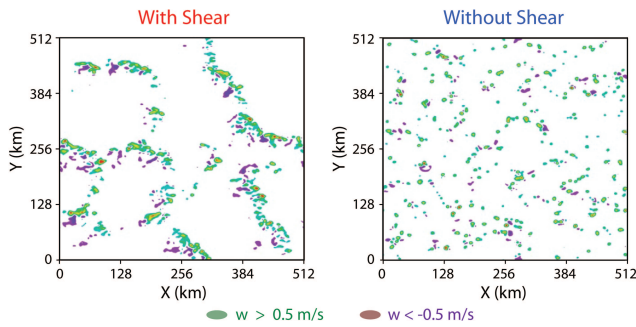 With Shear
Without Shear
512
384
256
128
0
Y (km)
0 128 256 384 512
X (km)
512
384
256
128
0
Y (km)
0 128 256 384 512
X (km)
w > 0.5 m/s
w < -0.5 m/s